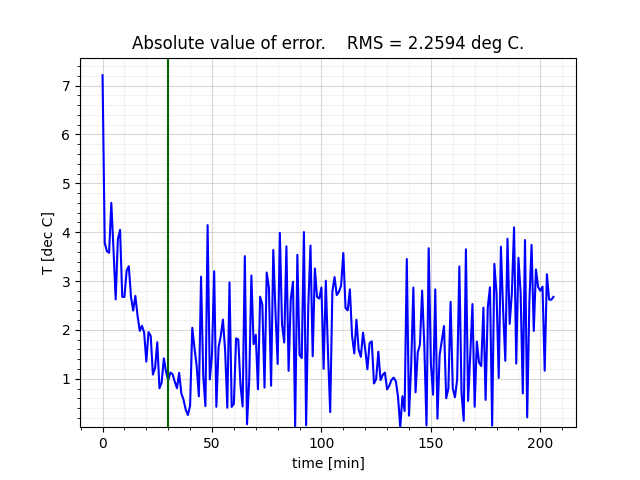 Absolute value of error.    RMS = 2.2594 deg C.
7
6
5
4
3
2
1
T [dec C]
0 50 100 150 200
time [min]